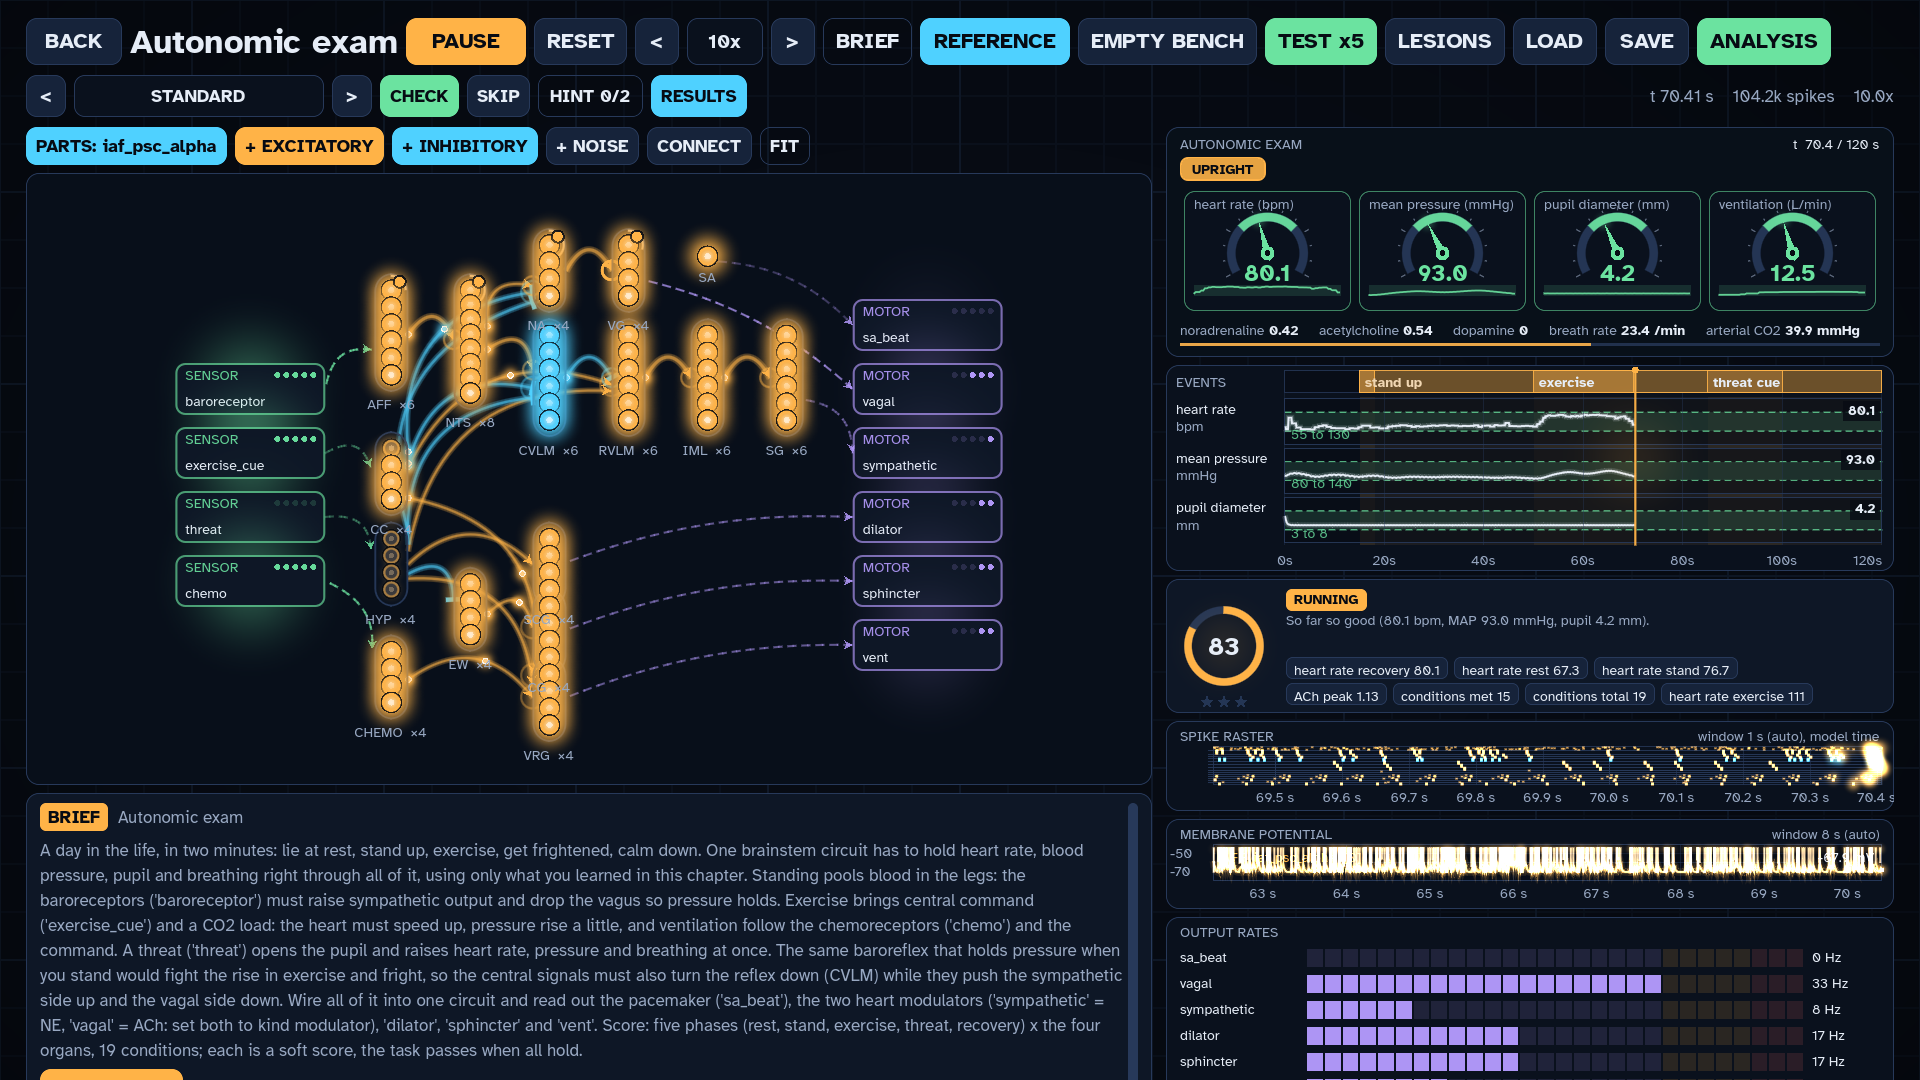 BACK Autonomic exam PAUSE RESET < 10x > BRIEF REFERENCE EMPTY BENCH TEST x5 LESIONS LOAD SAVE ANALYSIS
< STANDARD > CHECK SKIP HINT 0/2 RESULTS t 70.41 s 104.2k spikes 10.0x
PARTS: iaf_psc_alpha + EXCITATORY + INHIBITORY + NOISE CONNECT FIT
SENSOR
baroreceptor
SENSOR
exercise_cue
SENSOR
threat
SENSOR
chemo
AFF ×6
NTS ×8
NA ×4
VG ×4
SA
CVLM ×6
RVLM ×6
IML ×6
SG ×6
CC ×4
HYP ×4
EW ×4
CHEMO ×4
VRG ×4
MOTOR
sa_beat
MOTOR
vagal
MOTOR
sympathetic
MOTOR
dilator
MOTOR
sphincter
MOTOR
vent
BRIEF Autonomic exam
A day in the life, in two minutes: lie at rest, stand up, exercise, get frightened, calm down. One brainstem circuit has to hold heart rate, blood
pressure, pupil and breathing right through all of it, using only what you learned in this chapter. Standing pools blood in the legs: the
baroreceptors ('baroreceptor') must raise sympathetic output and drop the vagus so pressure holds. Exercise brings central command
('exercise_cue') and a CO2 load: the heart must speed up, pressure rise a little, and ventilation follow the chemoreceptors ('chemo') and the
command. A threat ('threat') opens the pupil and raises heart rate, pressure and breathing at once. The same baroreflex that holds pressure when
you stand would fight the rise in exercise and fright, so the central signals must also turn the reflex down (CVLM) while they push the sympathetic
side up and the vagal side down. Wire all of it into one circuit and read out the pacemaker ('sa_beat'), the two heart modulators ('sympathetic' =
NE, 'vagal' = ACh: set both to kind modulator), 'dilator', 'sphincter' and 'vent'. Score: five phases (rest, stand, exercise, threat, recovery) x the four
organs, 19 conditions; each is a soft score, the task passes when all hold.
AUTONOMIC EXAM t 70.4 / 120 s
UPRIGHT
heart rate (bpm) mean pressure (mmHg) pupil diameter (mm) ventilation (L/min)
80.1 93.0 4.2 12.5
noradrenaline 0.42 acetylcholine 0.54 dopamine 0 breath rate 23.4 /min arterial CO2 39.9 mmHg
EVENTS stand up exercise threat cue
heart rate 80.1
bpm
55 to 130
mean pressure 93.0
mmHg
80 to 140
pupil diameter 4.2
mm
3 to 8
0s 20s 40s 60s 80s 100s 120s
RUNNING
So far so good (80.1 bpm, MAP 93.0 mmHg, pupil 4.2 mm).
83
heart rate recovery 80.1 heart rate rest 67.3 heart rate stand 76.7
ACh peak 1.13 conditions met 15 conditions total 19 heart rate exercise 111
SPIKE RASTER window 1 s (auto), model time
69.5 s 69.6 s 69.7 s 69.8 s 69.9 s 70.0 s 70.1 s 70.2 s 70.3 s 70.4 s
MEMBRANE POTENTIAL window 8 s (auto)
-50
-70
63 s 64 s 65 s 66 s 67 s 68 s 69 s 70 s
OUTPUT RATES
sa_beat 0 Hz
vagal 33 Hz
sympathetic 8 Hz
dilator 17 Hz
sphincter 17 Hz